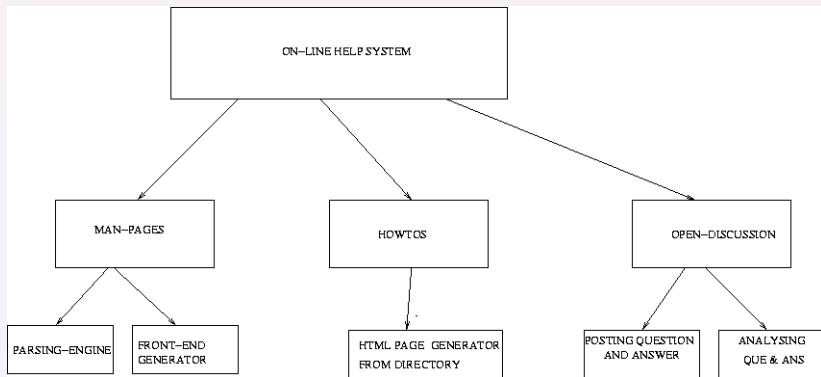 ON-LINE HELP SYSTEM
MAN-PAGES
HOWTOS
OPEN-DISCUSSION
PARSING-ENGINE
FRONT-END
GENERATOR
HTML PAGE GENERATOR
FROM DIRECTORY
POSTING QUESTION
AND ANSWER
ANALYSING
QUE & ANS